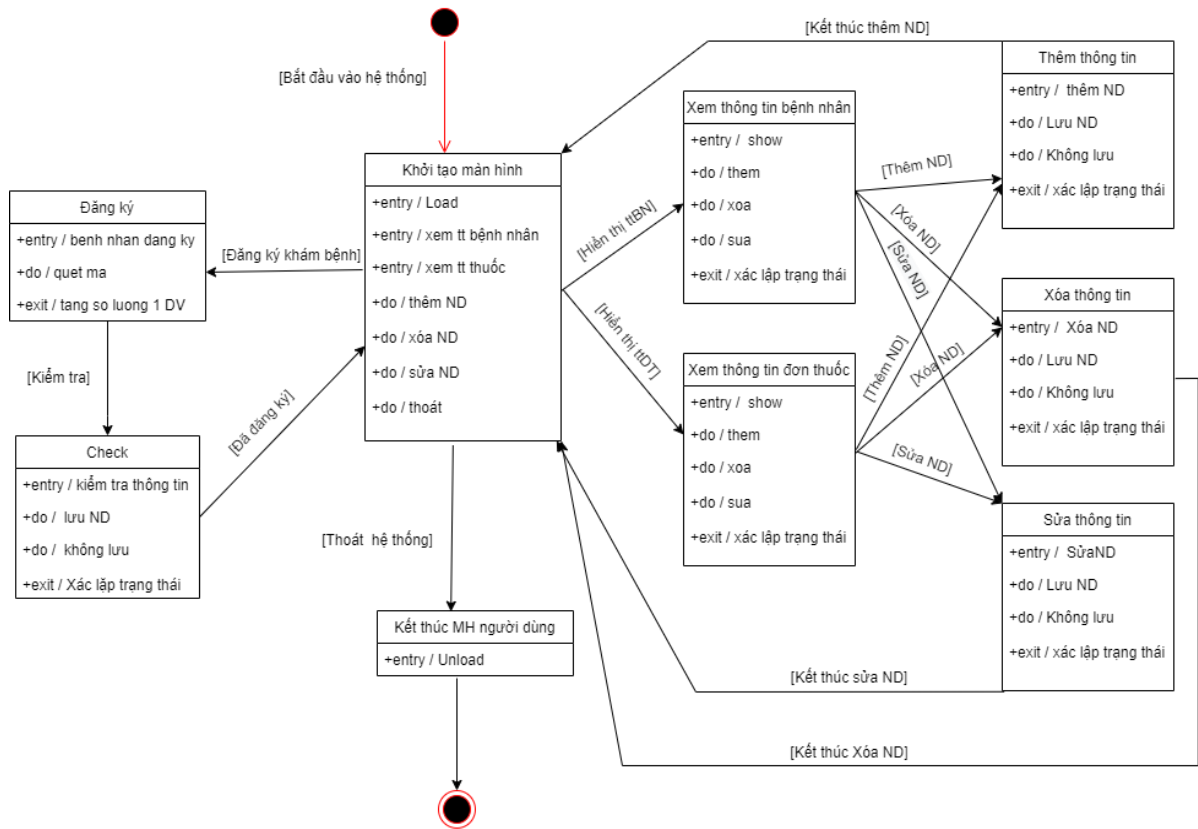 [Kết thúc thêm ND]
[Bắt đầu vào hệ thống]
Thêm thông tin
+entry /  thêm ND
+do / Lưu ND
+do / Không lưu
+exit / xác lập trạng thái
Xem thông tin bệnh nhân
+entry /  show
+do / them
+do / xoa
+do / sua
+exit / xác lập trạng thái
Khởi tạo màn hình
+entry / Load
+entry / xem tt bệnh nhân
+entry / xem tt thuốc
+do / thêm ND
+do / xóa ND
+do / sửa ND
+do / thoát
Đăng ký
+entry / benh nhan dang ky
+do / quet ma
+exit / tang so luong 1 DV
[Đăng ký khám bệnh]
[Hiển thị ttBN]
[Hiển thị ttDT]
[Thêm ND]
[Xóa ND]
[Sửa ND]
[Thêm ND]
[Xóa ND]
[Sửa ND]
Xóa thông tin
+entry /  Xóa ND
+do / Lưu ND
+do / Không lưu
+exit / xác lập trạng thái
Xem thông tin đơn thuốc
+entry /  show
+do / them
+do / xoa
+do / sua
+exit / xác lập trạng thái
[Kiểm tra]
[Đã đăng ký]
Check
+entry / kiểm tra thông tin
+do /  lưu ND
+do /  không lưu
+exit / Xác lặp trạng thái
[Thoát  hệ thống]
Sửa thông tin
+entry /  SửaND
+do / Lưu ND
+do / Không lưu
+exit / xác lập trạng thái
Kết thúc MH người dùng
+entry / Unload
[Kết thúc sửa ND]
[Kết thúc Xóa ND]